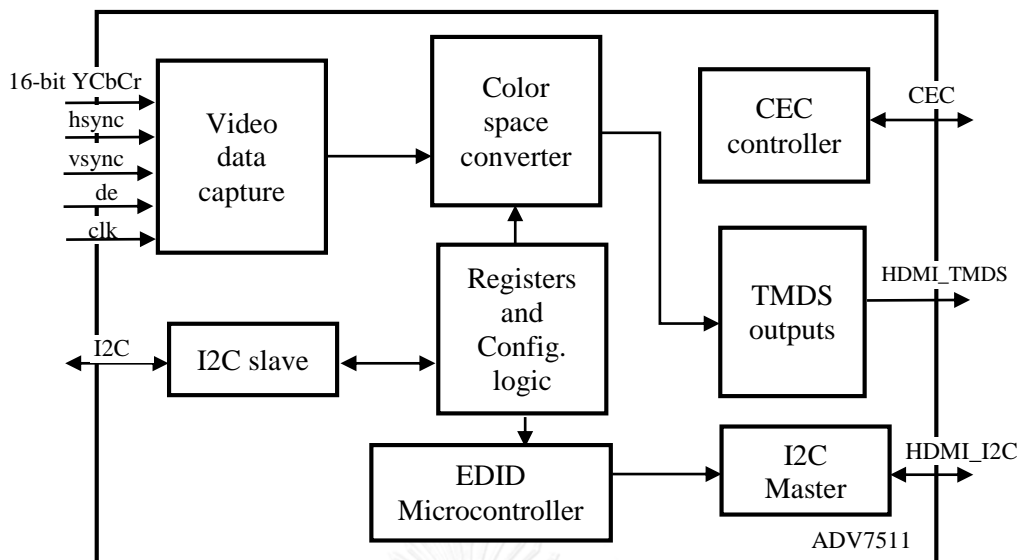 16-bit YCbCr
hsync
vsync
de
clk
Video
data
capture
Color
space
converter
CEC
controller
CEC
Registers
and
Config.
logic
TMDS
outputs
HDMI_TMDS
I2C
I2C slave
EDID
Microcontroller
I2C
Master
HDMI_I2C
ADV7511